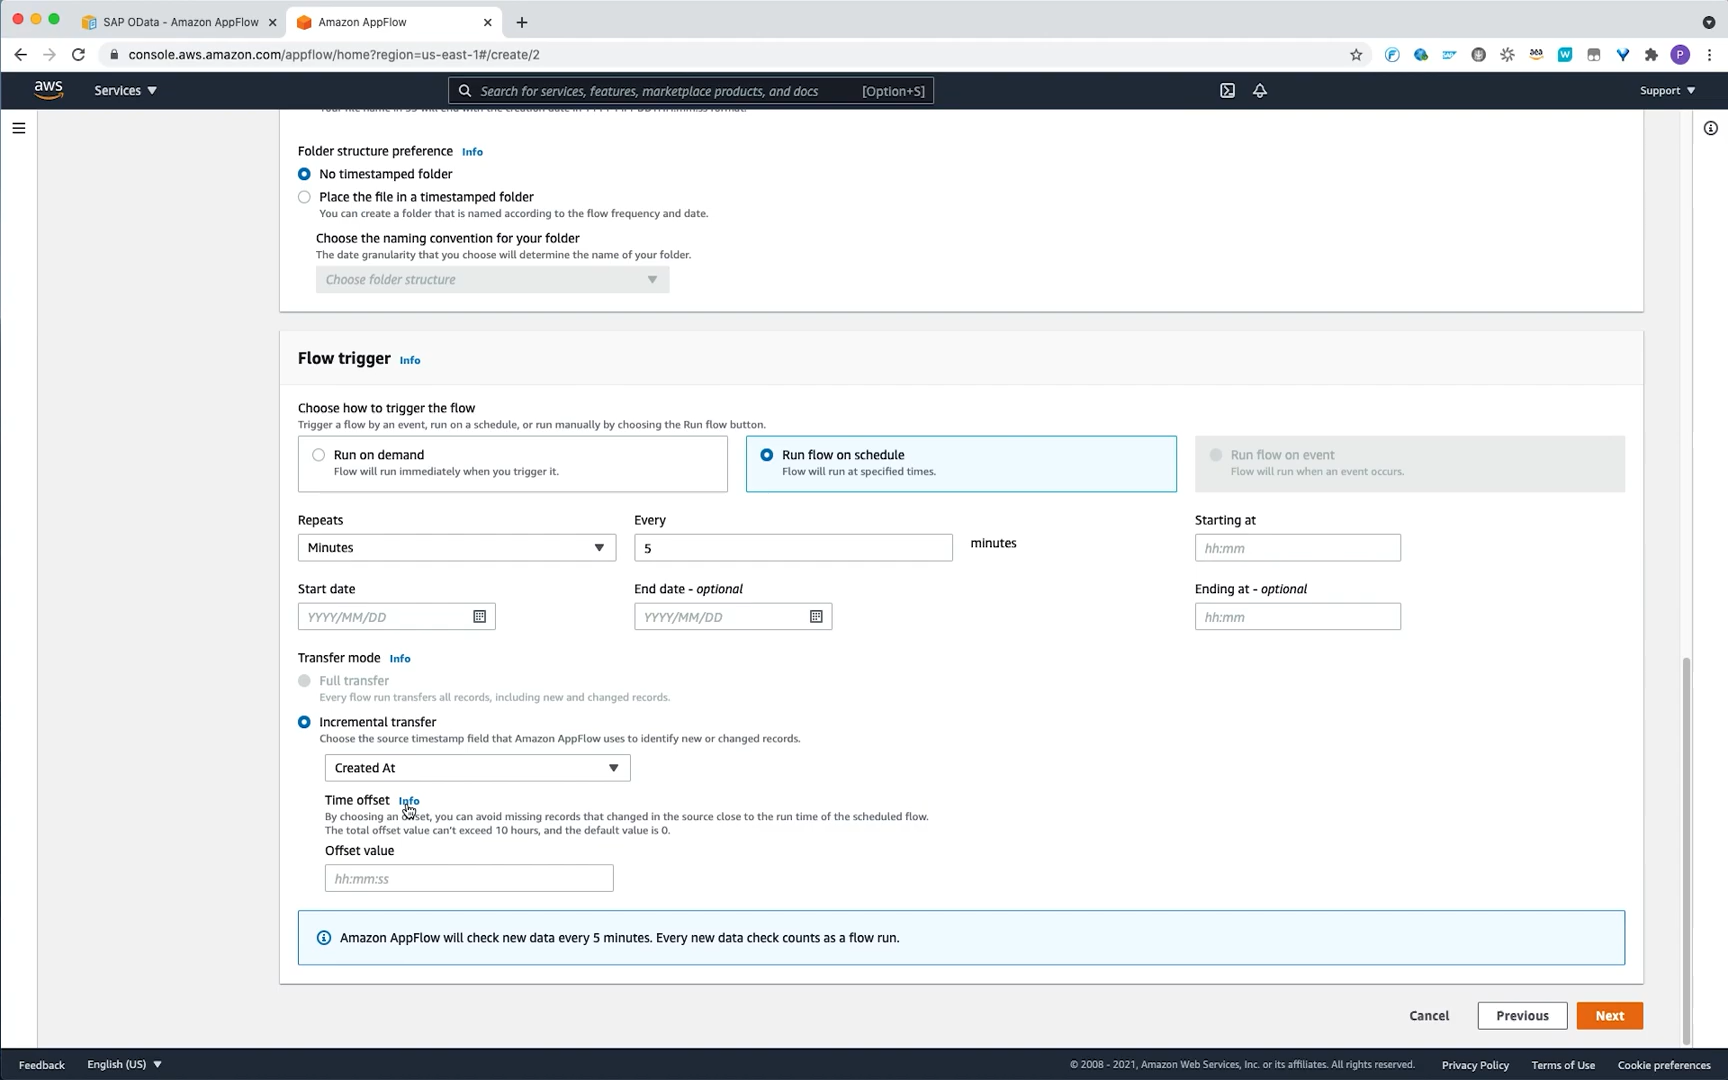 SAP OData - Amazon AppFlow
Amazon AppFlow
console.aws.amazon.com/appflow/home?region=us-east-1#/create/2
P
aws
Services
Search for services, features, marketplace products, and docs [Option+S]
Support
Folder structure preference Info
No timestamped folder
Place the file in a timestamped folder
You can create a folder that is named according to the flow frequency and date.
Choose the naming convention for your folder
The date granularity that you choose will determine the name of your folder.
Choose folder structure
Flow trigger Info
Choose how to trigger the flow
Trigger a flow by an event, run on a schedule, or run manually by choosing the Run flow button.
Run on demand
Flow will run immediately when you trigger it.
Run flow on schedule
Flow will run at specified times.
Run flow on event
Flow will run when an event occurs.
Repeats
Minutes
Every
5
minutes
Starting at
hh:mm
Start date
YYYY/MM/DD
End date - optional
YYYY/MM/DD
Ending at - optional
hh:mm
Transfer mode Info
Full transfer
Every flow run transfers all records, including new and changed records.
Incremental transfer
Choose the source timestamp field that Amazon AppFlow uses to identify new or changed records.
Created At
Time offset Info
By choosing an offset, you can avoid missing records that changed in the source close to the run time of the scheduled flow.
The total offset value can't exceed 10 hours, and the default value is 0.
Offset value
hh:mm:ss
Amazon AppFlow will check new data every 5 minutes. Every new data check counts as a flow run.
Cancel
Previous
Next
Feedback
English (US)
© 2008 - 2021, Amazon Web Services, Inc. or its affiliates. All rights reserved.
Privacy Policy
Terms of Use
Cookie preferences